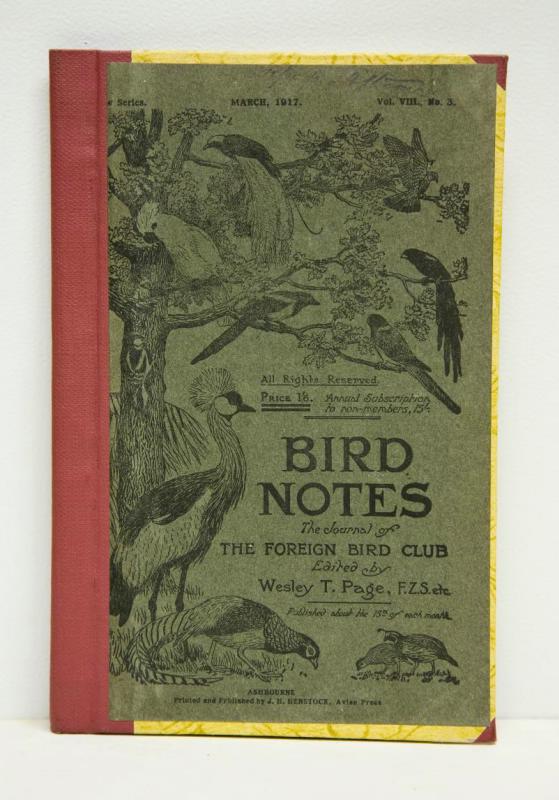 Series. MARCH, 1917. Vol. VIII., No. 3.
All Rights Reserved.
PRICE 1/6. Annual Subscription
to non-members, 15/-
BIRD
NOTES
The Journal of
THE FOREIGN BIRD CLUB
Edited by
Wesley T. Page, F.Z.S. etc
Published about the 15th of each month
ASHBOURNE
Printed and Published by J. H. HENSTOCK, Avian Press